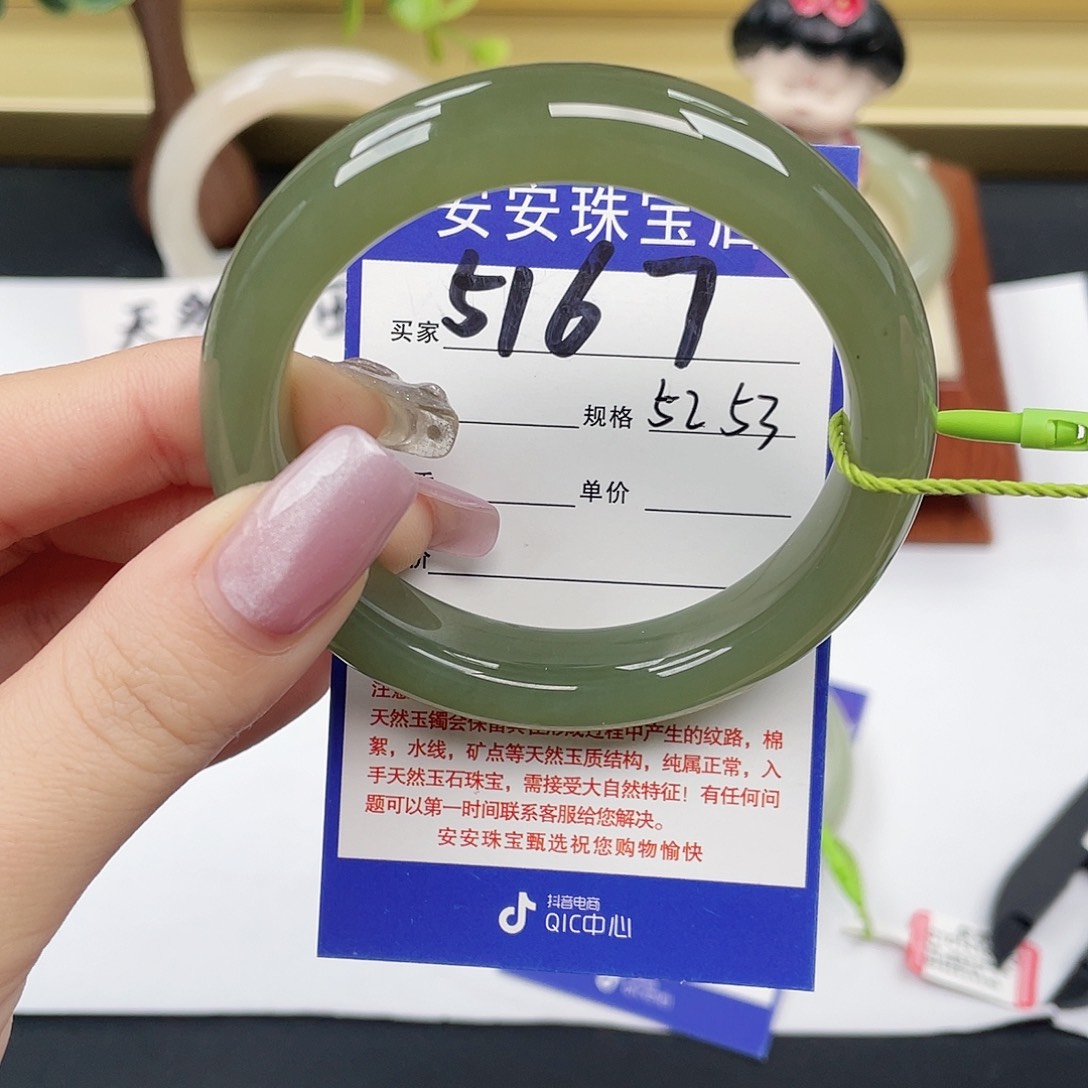 安安珠宝
买家 5167
规格 52 53
单价
价
注意
天然玉镯会保留其在形成过程中产生的纹路，棉
絮，水线，矿点等天然玉质结构，纯属正常，入
手天然玉石珠宝，需接受大自然特征！有任何问
题可以第一时间联系客服给您解决。
安安珠宝甄选祝您购物愉快
抖音电商
QIC中心